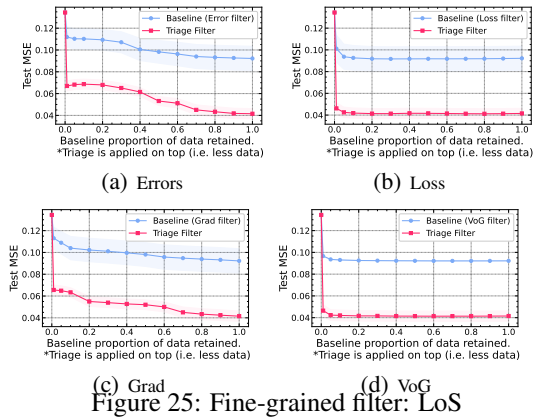 0.12
0.10
0.08
0.06
0.04
Test MSE
Baseline (Error filter)
Triage Filter
0.0 0.2 0.4 0.6 0.8 1.0
Baseline proportion of data retained.
*Triage is applied on top (i.e. less data)
(a) Errors
0.12
0.10
0.08
0.06
0.04
Test MSE
Baseline (Loss filter)
Triage Filter
0.0 0.2 0.4 0.6 0.8 1.0
Baseline proportion of data retained.
*Triage is applied on top (i.e. less data)
(b) Loss
0.12
0.10
0.08
0.06
0.04
Test MSE
Baseline (Grad filter)
Triage Filter
0.0 0.2 0.4 0.6 0.8 1.0
Baseline proportion of data retained.
*Triage is applied on top (i.e. less data)
(c) Grad
0.12
0.10
0.08
0.06
0.04
Test MSE
Baseline (VoG filter)
Triage Filter
0.0 0.2 0.4 0.6 0.8 1.0
Baseline proportion of data retained.
*Triage is applied on top (i.e. less data)
(d) VoG
Figure 25: Fine-grained filter: LoS